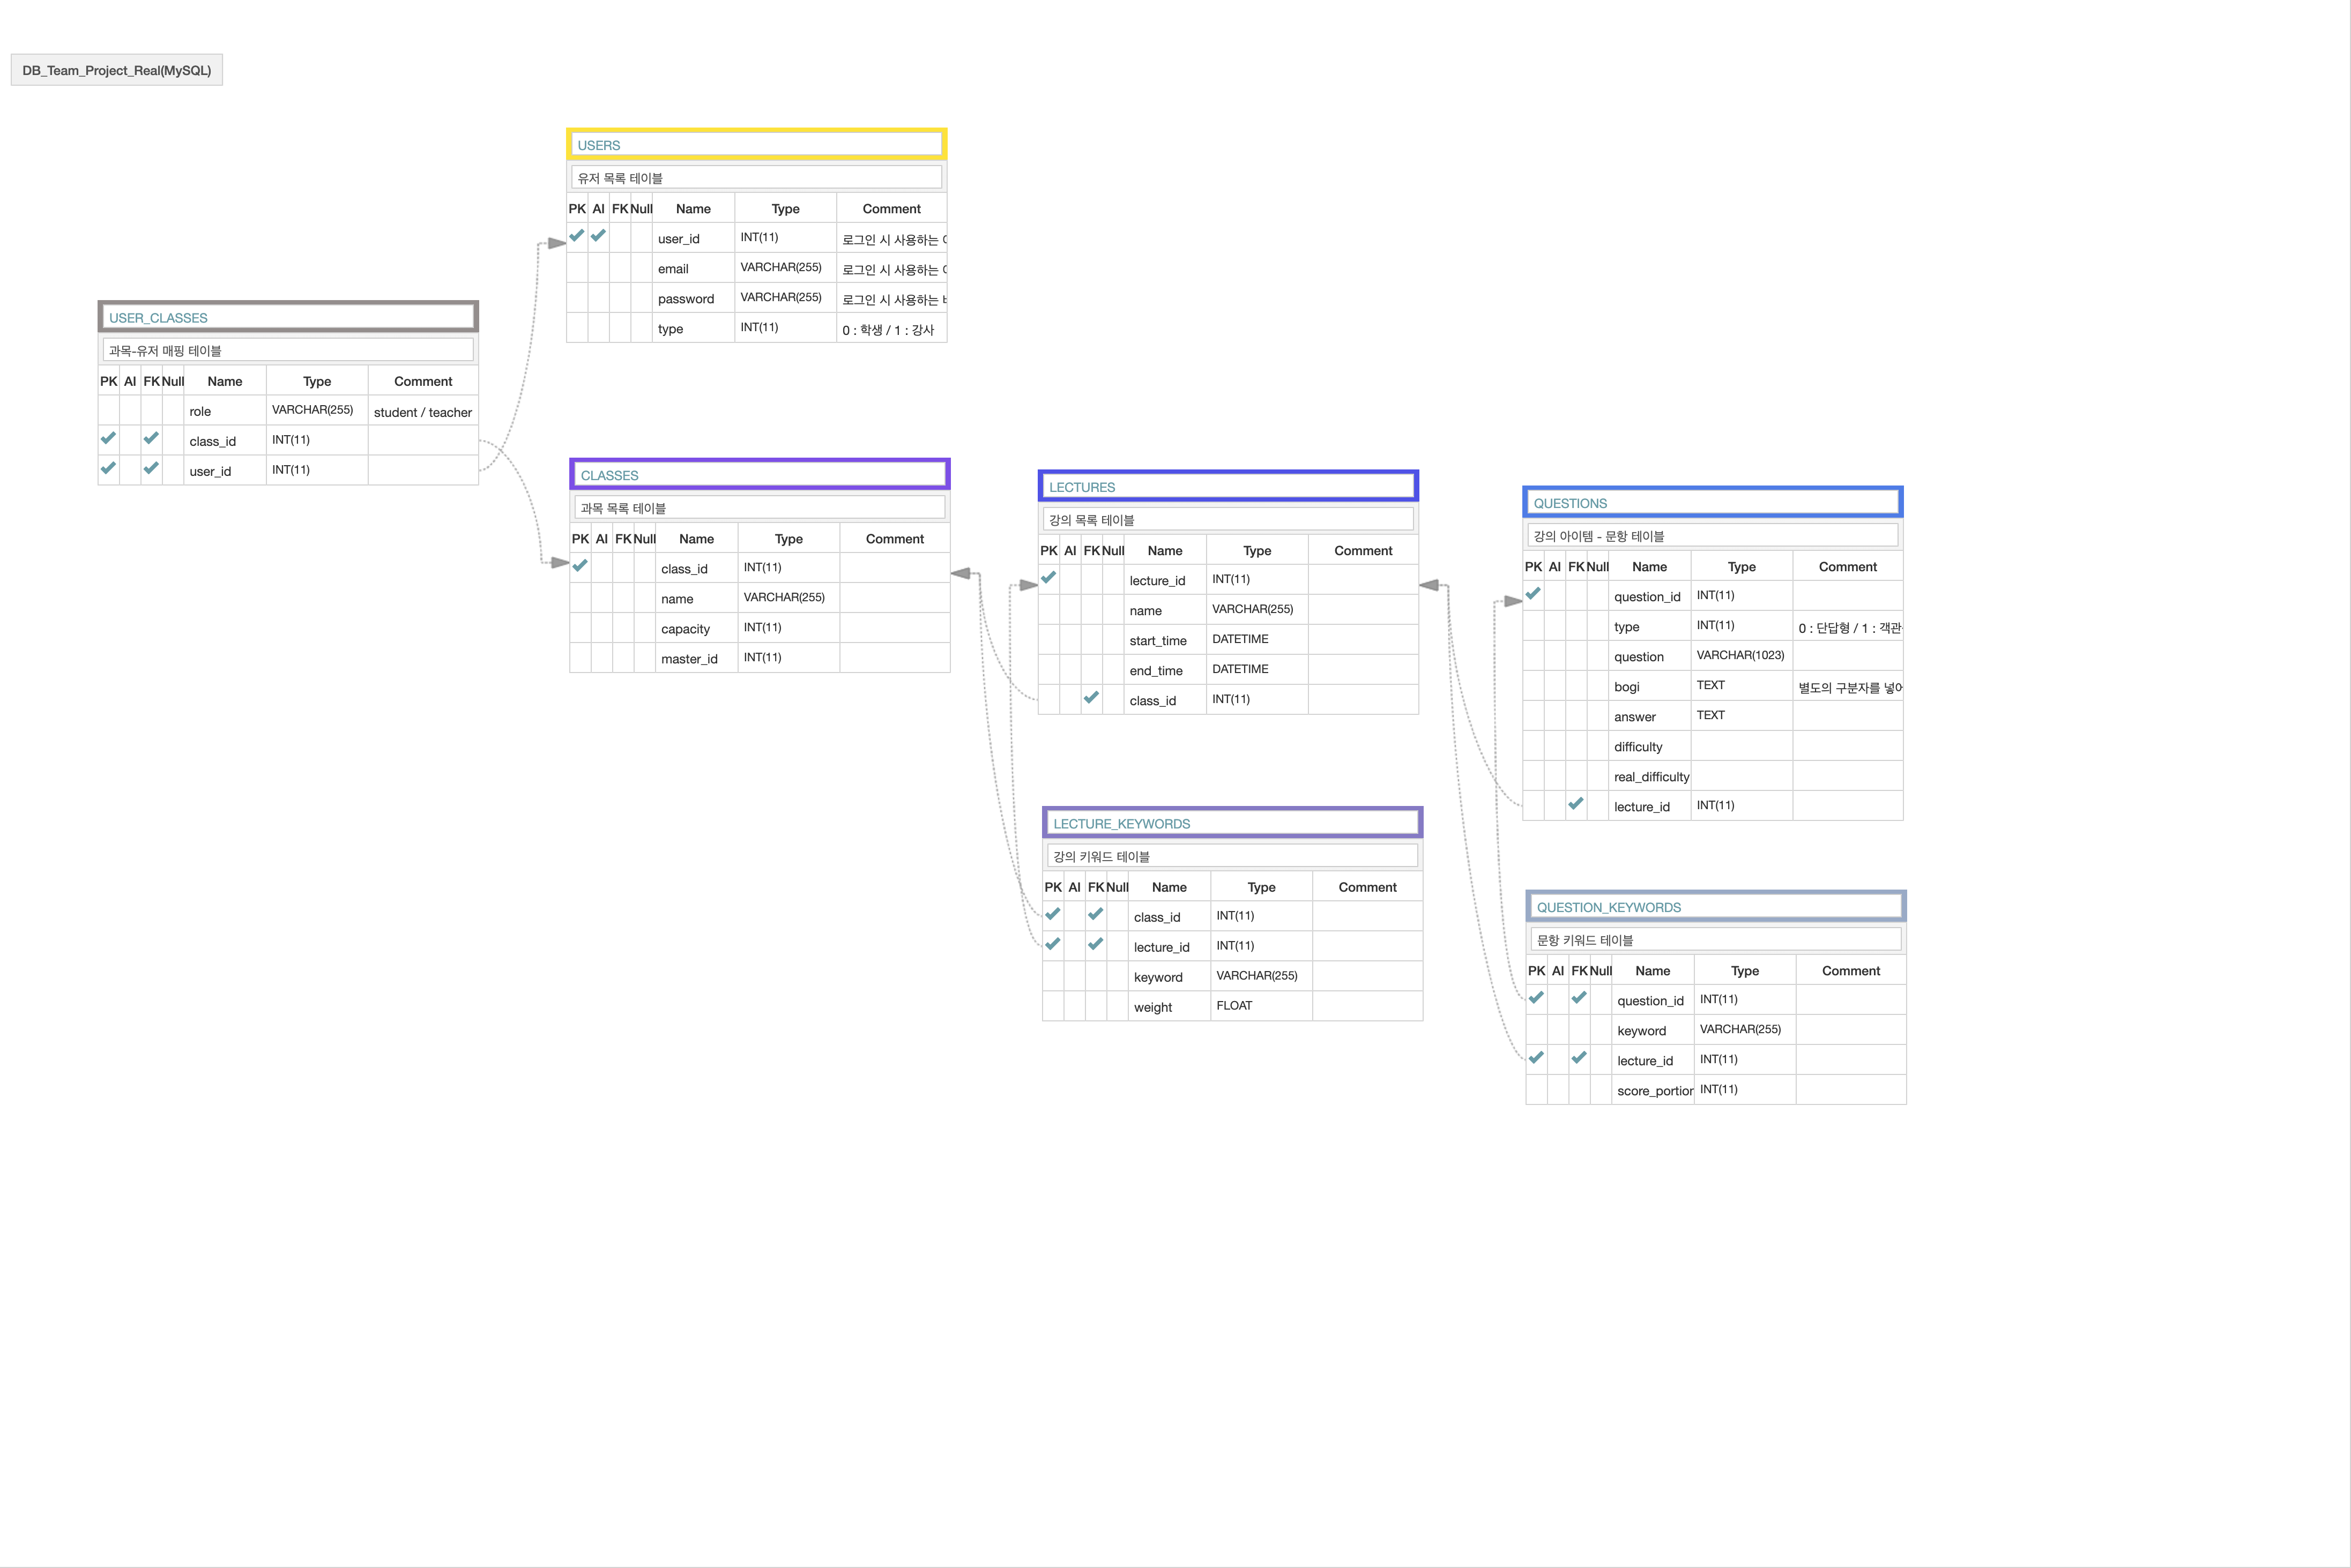 DB_Team_Project_Real(MySQL)
USERS
유저 목록 테이블
PK AI FK Null Name Type Comment
user_id INT(11) 로그인 시 사용하는
email VARCHAR(255) 로그인 시 사용하는
password VARCHAR(255) 로그인 시 사용하는
type INT(11) 0 : 학생 / 1 : 강사
USER_CLASSES
과목-유저 매핑 테이블
PK AI FK Null Name Type Comment
role VARCHAR(255) student / teacher
class_id INT(11)
user_id INT(11)
CLASSES
과목 목록 테이블
PK AI FK Null Name Type Comment
class_id INT(11)
name VARCHAR(255)
capacity INT(11)
master_id INT(11)
LECTURES
강의 목록 테이블
PK AI FK Null Name Type Comment
lecture_id INT(11)
name VARCHAR(255)
start_time DATETIME
end_time DATETIME
class_id INT(11)
QUESTIONS
강의 아이템 - 문항 테이블
PK AI FK Null Name Type Comment
question_id INT(11)
type INT(11) 0 : 단답형 / 1 : 객관
question VARCHAR(1023)
bogi TEXT 별도의 구분자를 넣어
answer TEXT
difficulty
real_difficulty
lecture_id INT(11)
LECTURE_KEYWORDS
강의 키워드 테이블
PK AI FK Null Name Type Comment
class_id INT(11)
lecture_id INT(11)
keyword VARCHAR(255)
weight FLOAT
QUESTION_KEYWORDS
문항 키워드 테이블
PK AI FK Null Name Type Comment
question_id INT(11)
keyword VARCHAR(255)
lecture_id INT(11)
score_portion INT(11)